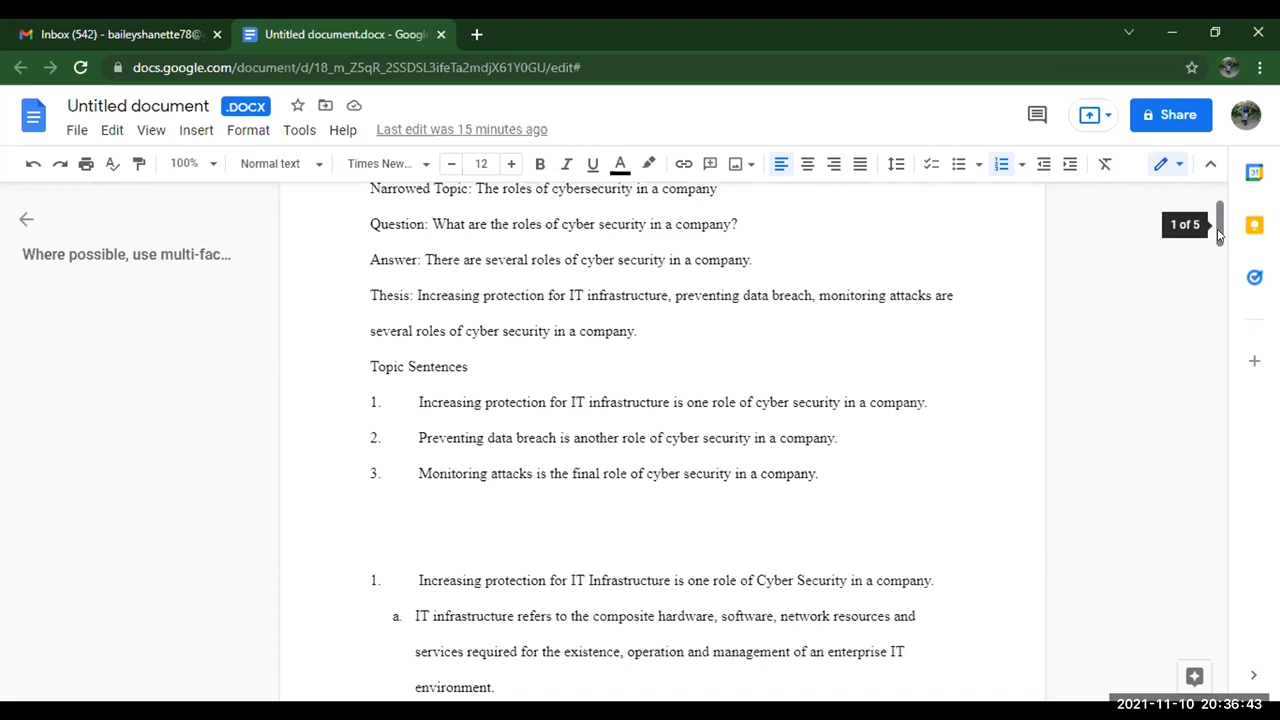 Inbox (542) - baileyshanette78@
Untitled document.docx - Google
docs.google.com/document/d/18_m_Z5qR_2SSDSL3ifeTa2mdjX61Y0GU/edit#
Untitled document .DOCX
Share
File Edit View Insert Format Tools Help Last edit was 15 minutes ago
100% Normal text Times New... 12 B I U A
31
1 of 5
Where possible, use multi-fac...
Narrowed Topic: The roles of cybersecurity in a company
Question: What are the roles of cyber security in a company?
Answer: There are several roles of cyber security in a company.
Thesis: Increasing protection for IT infrastructure, preventing data breach, monitoring attacks are
several roles of cyber security in a company.
Topic Sentences
1. Increasing protection for IT infrastructure is one role of cyber security in a company.
2. Preventing data breach is another role of cyber security in a company.
3. Monitoring attacks is the final role of cyber security in a company.
1. Increasing protection for IT Infrastructure is one role of Cyber Security in a company.
a. IT infrastructure refers to the composite hardware, software, network resources and
services required for the existence, operation and management of an enterprise IT
environment.
2021-11-10 20:36:43